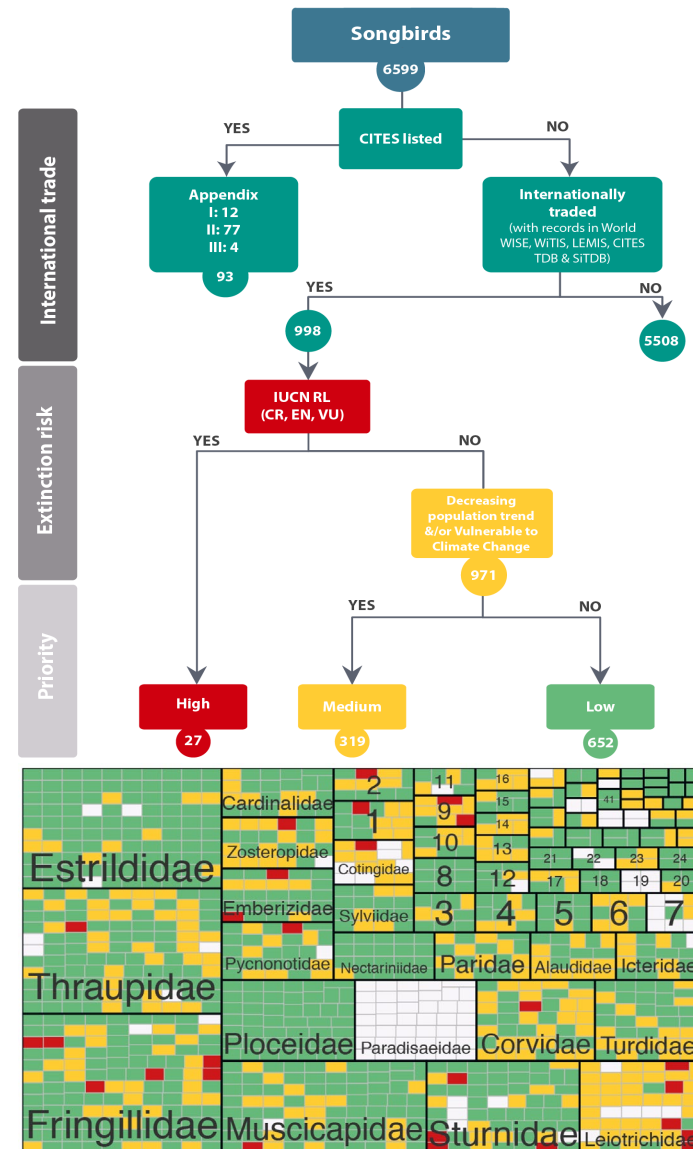 Songbirds
6599
CITES listed
YES
NO
International trade
Appendix
I: 12
II: 77
III: 4
93
Internationally
traded
(with records in World
WISE, WiTIS, LEMIS, CITES
TDB & SiTDB)
YES
NO
998
5508
Extinction risk
IUCN RL
(CR, EN, VU)
YES
NO
Decreasing
population trend
&/or Vulnerable to
Climate Change
971
Priority
YES
NO
High
27
Medium
319
Low
652
Estrildidae
Thraupidae
Fringillidae
Cardinalidae
Zosteropidae
Emberizidae
Pycnonotidae
2
1
Cotingidae
Sylviidae
Nectariniidae
11
9
10
8
3
16
15
14
13
12
4
5
6
7
41
21
22
23
24
17
18
19
20
Paridae
Alaudidae
Icteridae
Ploceidae
Paradisaeidae
Corvidae
Turdidae
Muscicapidae
Sturnidae
Leiotrichidae